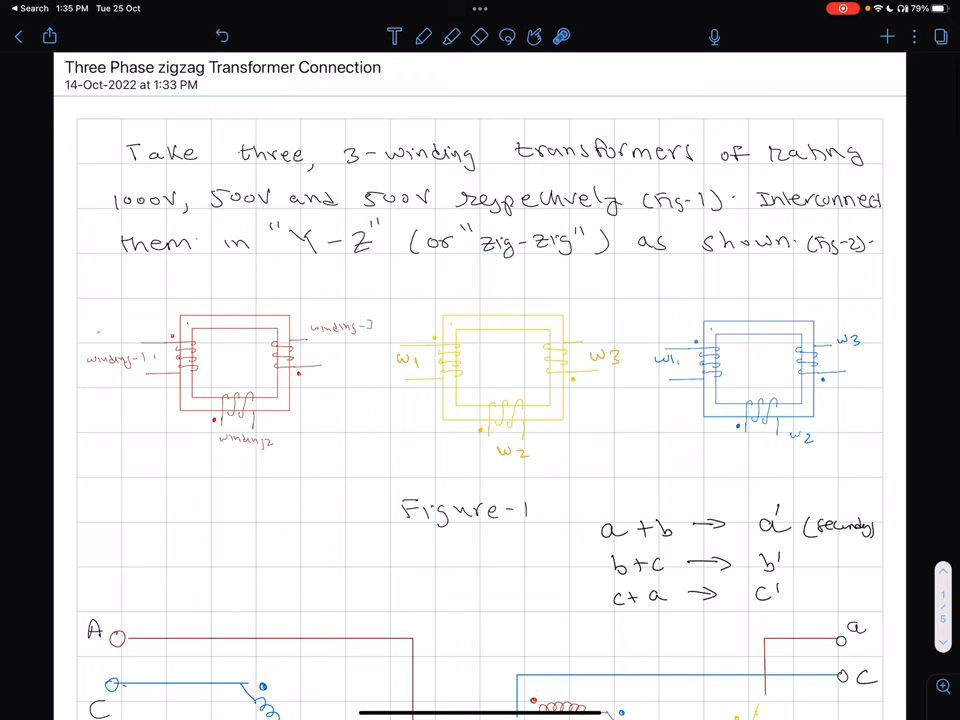 Search 1:35 PM Tue 25 Oct 79%
Three Phase zigzag Transformer Connection
14-Oct-2022 at 1:33 PM
Take three, 3-winding transformers of rating
1000V, 500V and 500V respectively (Fig-1). Interconnect
them in "Y-Z" (or "zig-zig") as shown. (Fig-2).
winding-1 winding-3
winding2
W1 W3
W2
W1 W3
W2
Figure-1
a + b → a' (secondary)
b + c → b'
c + a → c'
A a
C C
1
/
5